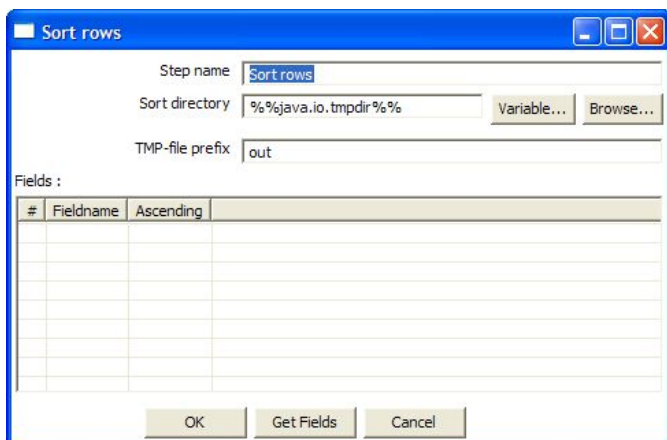 Sort rows
Step name Sort rows
Sort directory %%java.io.tmpdir%% Variable... Browse...
TMP-file prefix out
Fields :
# Fieldname Ascending
OK Get Fields Cancel